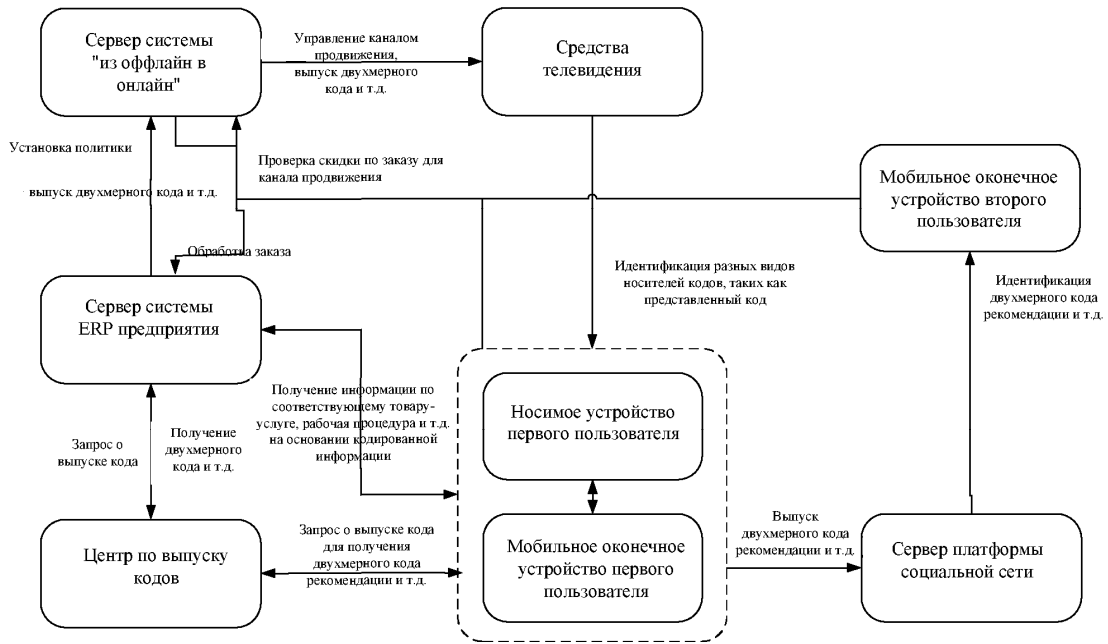 Сервер системы
"из оффлайн в
онлайн"
Управление каналом
продвижения,
выпуск двухмерного
кода и т.д.
Средства
телевидения
Установка политики
выпуск двухмерного кода и т.д.
Проверка скидки по заказу для
канала продвижения
Мобильное оконечное
устройство второго
пользователя
Обработка заказа
Идентификация разных видов
носителей кодов, таких как
представленный код
Идентификация
двухмерного кода
рекомендации и т.д.
Сервер системы
ERP предприятия
Получение информации по
соответствующему товару-
услуге, рабочая процедура и т.д.
на основании кодированной
информации
Носимое устройство
первого пользователя
Запрос о
выпуске кода
Получение
двухмерного
кода и т.д.
Центр по выпуску
кодов
Запрос о выпуске кода
для получения
двухмерного кода
рекомендации и т.д.
Мобильное оконечное
устройство первого
пользователя
Выпуск
двухмерного кода
рекомендации и т.д.
Сервер платформы
социальной сети